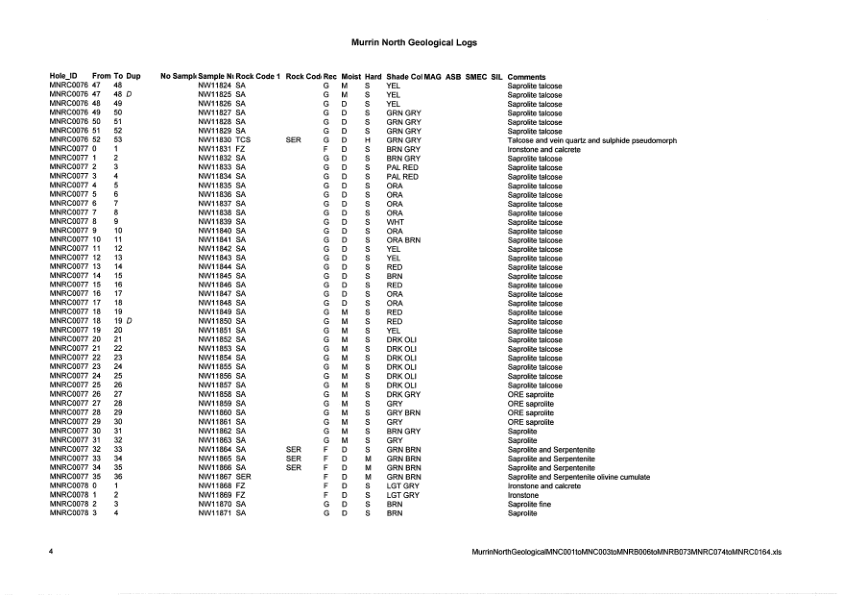 Murrin North Geological Logs
Hole_ID From To Dup No Sampl Sample Nu Rock Code 1 Rock Cod Rec Moist Hard Shade Col MAG ASB SMEC SIL Comments
MNRC0076 47 48 NW11824 SA G M S YEL Saprolite talcose
MNRC0076 47 48 D NW11825 SA G M S YEL Saprolite talcose
MNRC0076 48 49 NW11826 SA G D S YEL Saprolite talcose
MNRC0076 49 50 NW11827 SA G D S GRN GRY Saprolite talcose
MNRC0076 50 51 NW11828 SA G D S GRN GRY Saprolite talcose
MNRC0076 51 52 NW11829 SA G D S GRN GRY Saprolite talcose
MNRC0076 52 53 NW11830 TCS SER G D H GRN GRY Talcose and vein quartz and sulphide pseudomorph
MNRC0077 0 1 NW11831 FZ F D S BRN GRY Ironstone and calcrete
MNRC0077 1 2 NW11832 SA G D S BRN GRY Saprolite talcose
MNRC0077 2 3 NW11833 SA G D S PAL RED Saprolite talcose
MNRC0077 3 4 NW11834 SA G D S PAL RED Saprolite talcose
MNRC0077 4 5 NW11835 SA G D S ORA Saprolite talcose
MNRC0077 5 6 NW11836 SA G D S ORA Saprolite talcose
MNRC0077 6 7 NW11837 SA G D S ORA Saprolite talcose
MNRC0077 7 8 NW11838 SA G D S ORA Saprolite talcose
MNRC0077 8 9 NW11839 SA G D S WHT Saprolite talcose
MNRC0077 9 10 NW11840 SA G D S ORA Saprolite talcose
MNRC0077 10 11 NW11841 SA G D S ORA BRN Saprolite talcose
MNRC0077 11 12 NW11842 SA G D S YEL Saprolite talcose
MNRC0077 12 13 NW11843 SA G D S YEL Saprolite talcose
MNRC0077 13 14 NW11844 SA G D S RED Saprolite talcose
MNRC0077 14 15 NW11845 SA G D S BRN Saprolite talcose
MNRC0077 15 16 NW11846 SA G D S RED Saprolite talcose
MNRC0077 16 17 NW11847 SA G D S ORA Saprolite talcose
MNRC0077 17 18 NW11848 SA G D S ORA Saprolite talcose
MNRC0077 18 19 NW11849 SA G M S RED Saprolite talcose
MNRC0077 18 19 D NW11850 SA G M S RED Saprolite talcose
MNRC0077 19 20 NW11851 SA G M S YEL Saprolite talcose
MNRC0077 20 21 NW11852 SA G M S DRK OLI Saprolite talcose
MNRC0077 21 22 NW11853 SA G M S DRK OLI Saprolite talcose
MNRC0077 22 23 NW11854 SA G M S DRK OLI Saprolite talcose
MNRC0077 23 24 NW11855 SA G M S DRK OLI Saprolite talcose
MNRC0077 24 25 NW11856 SA G M S DRK OLI Saprolite talcose
MNRC0077 25 26 NW11857 SA G M S DRK OLI Saprolite talcose
MNRC0077 26 27 NW11858 SA G M S DRK GRY ORE saprolite
MNRC0077 27 28 NW11859 SA G M S GRY ORE saprolite
MNRC0077 28 29 NW11860 SA G M S GRY BRN ORE saprolite
MNRC0077 29 30 NW11861 SA G M S GRY ORE saprolite
MNRC0077 30 31 NW11862 SA G M S BRN GRY Saprolite
MNRC0077 31 32 NW11863 SA G M S GRY Saprolite
MNRC0077 32 33 NW11864 SA SER F D S GRN BRN Saprolite and Serpentenite
MNRC0077 33 34 NW11865 SA SER F D M GRN BRN Saprolite and Serpentenite
MNRC0077 34 35 NW11866 SA SER F D M GRN BRN Saprolite and Serpentenite
MNRC0077 35 36 NW11867 SER F D M GRN BRN Saprolite and Serpentenite olivine cumulate
MNRC0078 0 1 NW11868 FZ F D S LGT GRY Ironstone and calcrete
MNRC0078 1 2 NW11869 FZ F D S LGT GRY Ironstone
MNRC0078 2 3 NW11870 SA G D S BRN Saprolite fine
MNRC0078 3 4 NW11871 SA G D S BRN Saprolite
4 MurrinNorthGeologicalMNC001toMNC003toMNRB006toMNRB073MNRC074toMNRC0164.xls